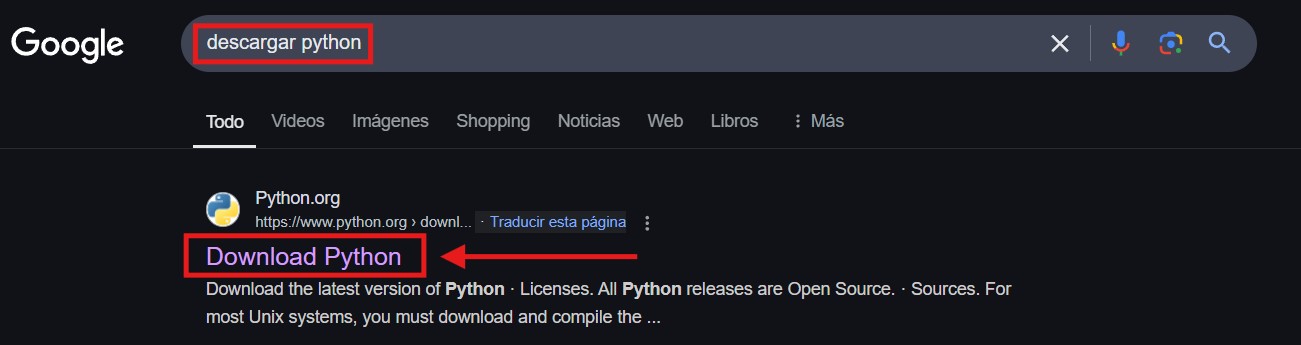 Google
descargar python
Todo Videos Imágenes Shopping Noticias Web Libros Más
Python.org
https://www.python.org › downl... · Traducir esta página
Download Python
Download the latest version of Python · Licenses. All Python releases are Open Source. · Sources. For
most Unix systems, you must download and compile the ...